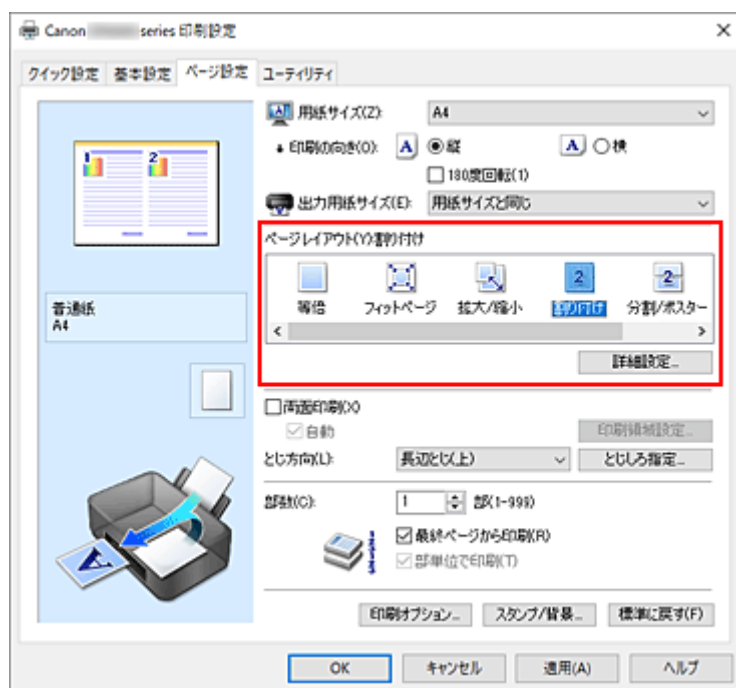 Canon series 印刷設定
クイック設定 基本設定 ページ設定 ユーティリティ
1 2
普通紙
A4
用紙サイズ(Z): A4
印刷の向き(O): A 縦 A 横
180度回転(1)
出力用紙サイズ(E): 用紙サイズと同じ
ページレイアウト(Y):割り付け
等倍 フィットページ 拡大/縮小 割り付け 分割/ポスター
詳細設定...
両面印刷(X)
自動 印刷領域設定...
とじ方向(L): 長辺とじ(上) とじしろ指定...
部数(C): 1 部(1-999)
最終ページから印刷(R)
部単位で印刷(T)
印刷オプション... スタンプ/背景... 標準に戻す(F)
OK キャンセル 適用(A) ヘルプ